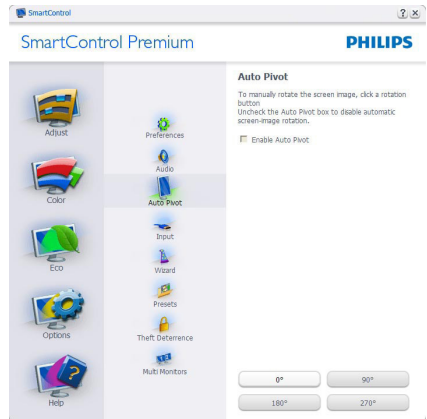 SmartControl
SmartControl Premium
PHILIPS
Adjust
Color
Eco
Options
Help
Preferences
Audio
Auto Pivot
Input
Wizard
Presets
Theft Deterrence
Multi Monitors
Auto Pivot
To manually rotate the screen image, click a rotation
button
Uncheck the Auto Pivot box to disable automatic
screen-image rotation.
Enable Auto Pivot
0°
90°
180°
270°